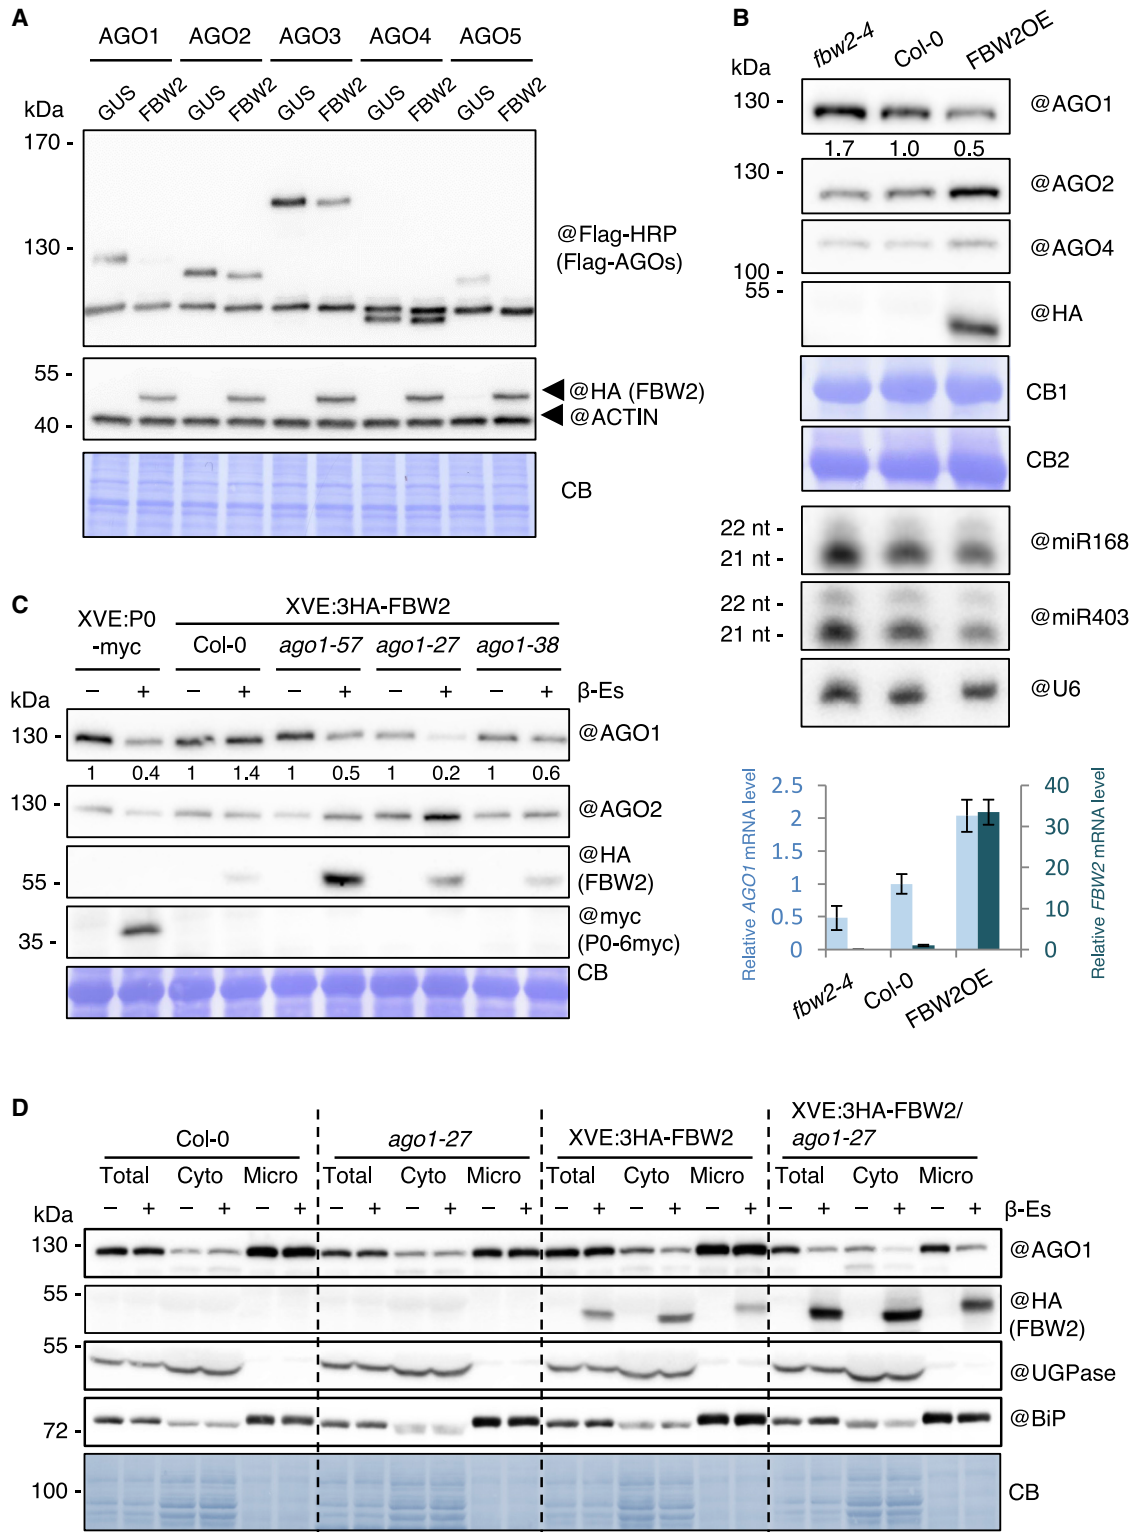 A
AGO1 AGO2 AGO3 AGO4 AGO5
GUS FBW2 GUS FBW2 GUS FBW2 GUS FBW2 GUS FBW2
kDa
170 -
130 -
@Flag-HRP
(Flag-AGOs)
55 -
40 -
@HA (FBW2)
@ACTIN
CB
B
fbw2-4 Col-0 FBW2OE
kDa
130 -
@AGO1
1.7 1.0 0.5
130 -
@AGO2
@AGO4
100 -
55 -
@HA
CB1
CB2
22 nt -
21 nt -
@miR168
22 nt -
21 nt -
@miR403
@U6
Relative AGO1 mRNA level
2.5
2
1.5
1
0.5
0
40
30
20
10
0
Relative FBW2 mRNA level
fbw2-4 Col-0 FBW2OE
C
XVE:P0
-myc
XVE:3HA-FBW2
Col-0 ago1-57 ago1-27 ago1-38
– + – + – + – + – + β-Es
kDa
130 -
@AGO1
1 0.4 1 1.4 1 0.5 1 0.2 1 0.6
130 -
@AGO2
@HA
(FBW2)
55 -
@myc
(P0-6myc)
35 -
CB
D
Col-0 ago1-27 XVE:3HA-FBW2 XVE:3HA-FBW2/
ago1-27
Total Cyto Micro Total Cyto Micro Total Cyto Micro Total Cyto Micro
– + – + – + – + – + – + – + – + – + – + – + – + β-Es
kDa
130 -
@AGO1
55 -
@HA
(FBW2)
55 -
@UGPase
@BiP
72 -
100 -
CB